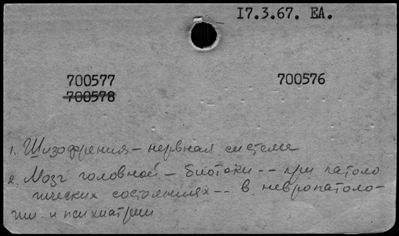 17.3.67. EA.
700577 700576
700578
1. Шизофрения – нервная система
2. Мозг головной – биотоки -- при патоло
гических состояниях -- в невропатоло-
гии и психиатрии